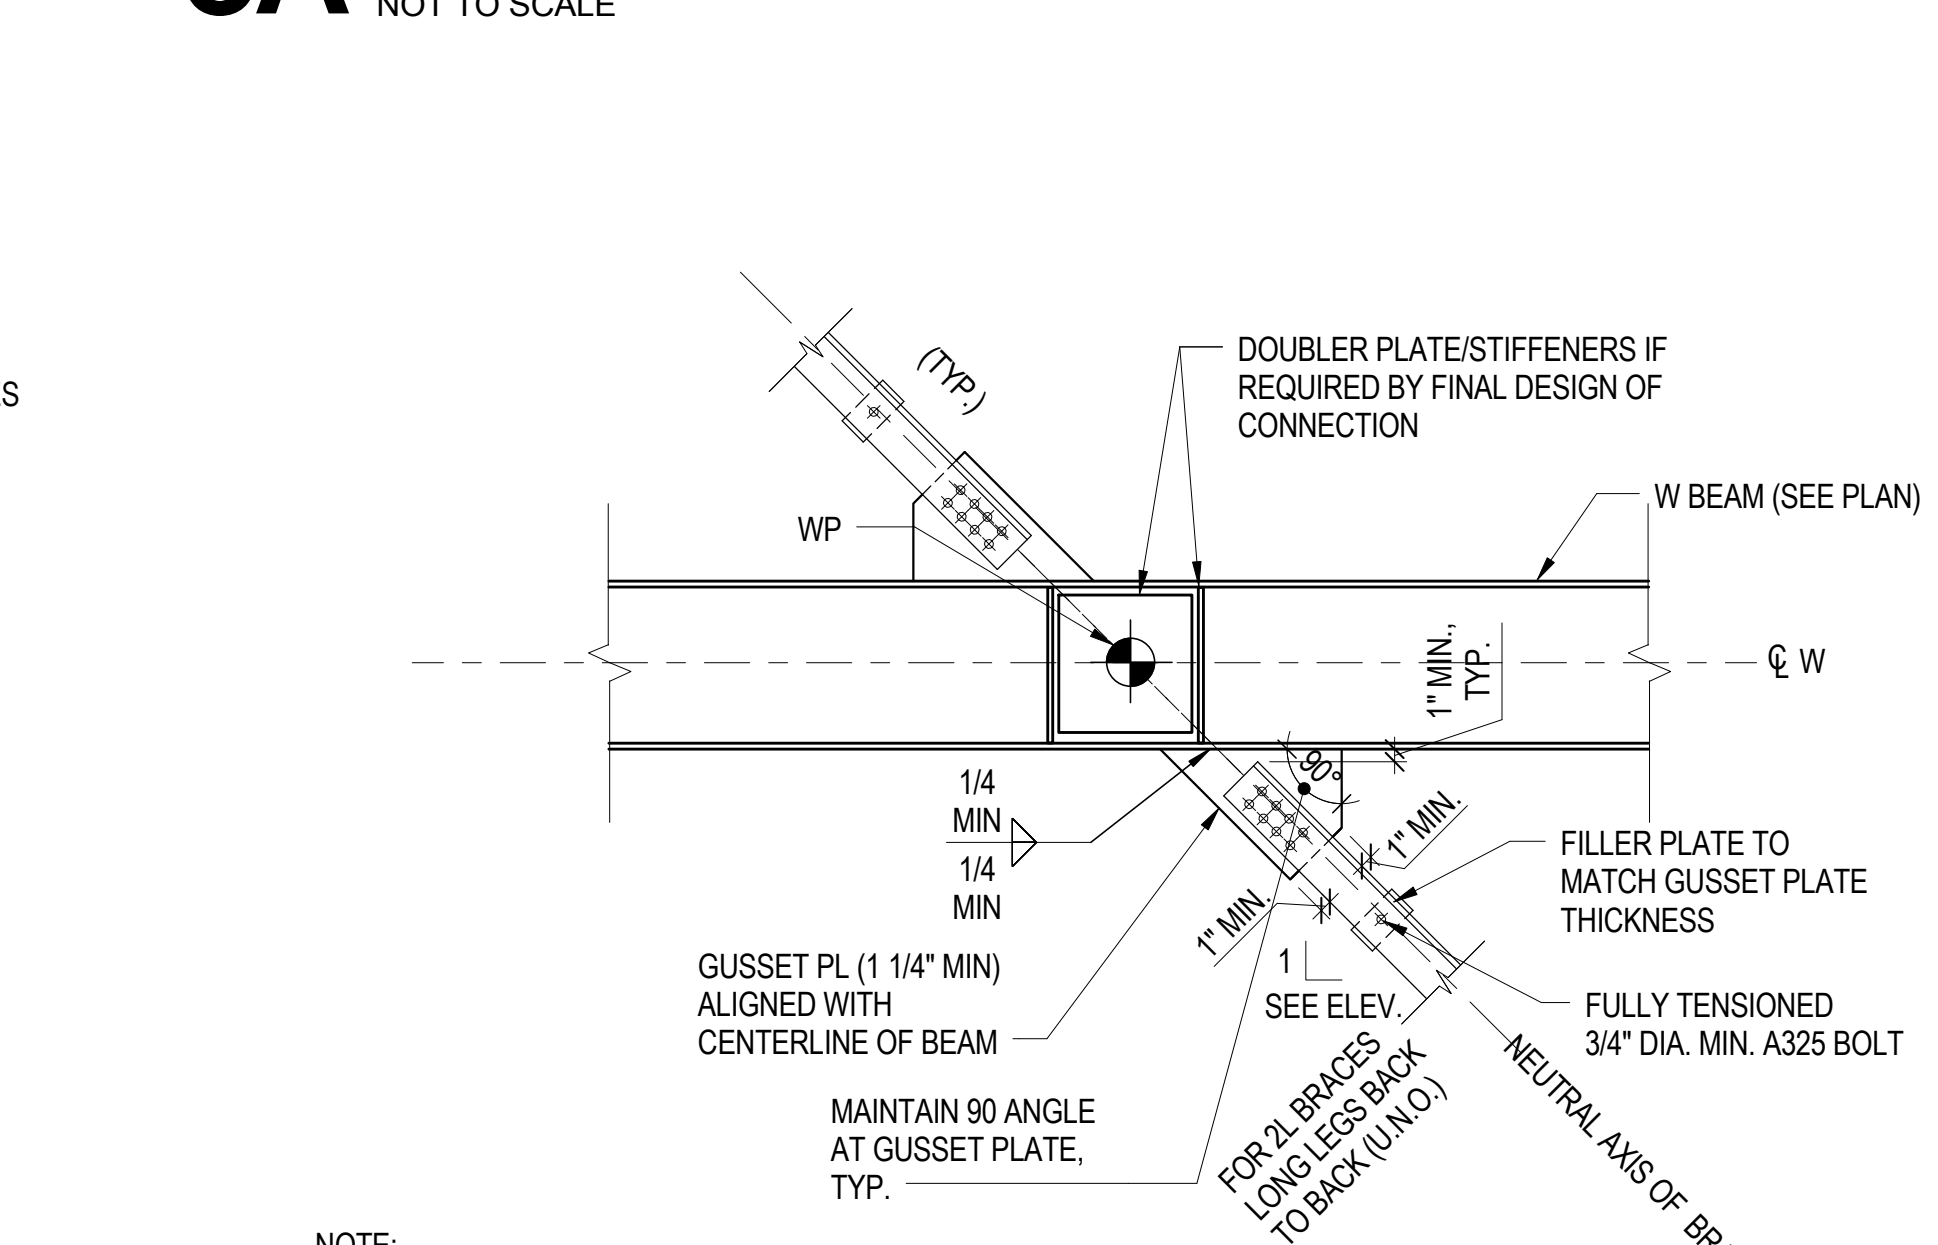 NOT TO SCALE
(TYP.)
DOUBLER PLATE/STIFFENERS IF
REQUIRED BY FINAL DESIGN OF
CONNECTION
W BEAM (SEE PLAN)
WP
1" MIN.,
TYP.
℄ W
90°
1/4
MIN
1/4
MIN
1" MIN.
1" MIN.
FILLER PLATE TO
MATCH GUSSET PLATE
THICKNESS
GUSSET PL (1 1/4" MIN)
ALIGNED WITH
CENTERLINE OF BEAM
1
SEE ELEV.
FULLY TENSIONED
3/4" DIA. MIN. A325 BOLT
MAINTAIN 90 ANGLE
AT GUSSET PLATE,
TYP.
FOR 2L BRACES
LONG LEGS BACK
TO BACK (U.N.O.)
NEUTRAL AXIS OF
NOTE: